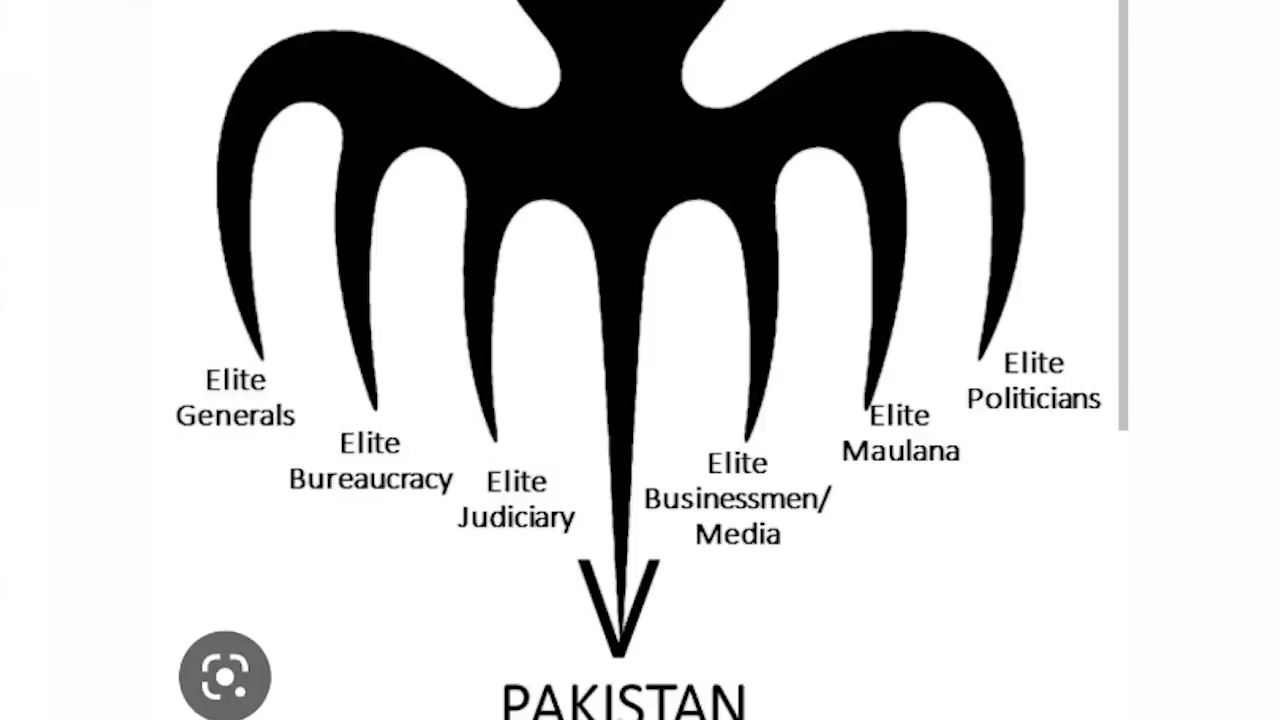 Elite
Generals
Elite
Bureaucracy
Elite
Judiciary
Elite
Businessmen/
Media
Elite
Maulana
Elite
Politicians
PAKISTAN